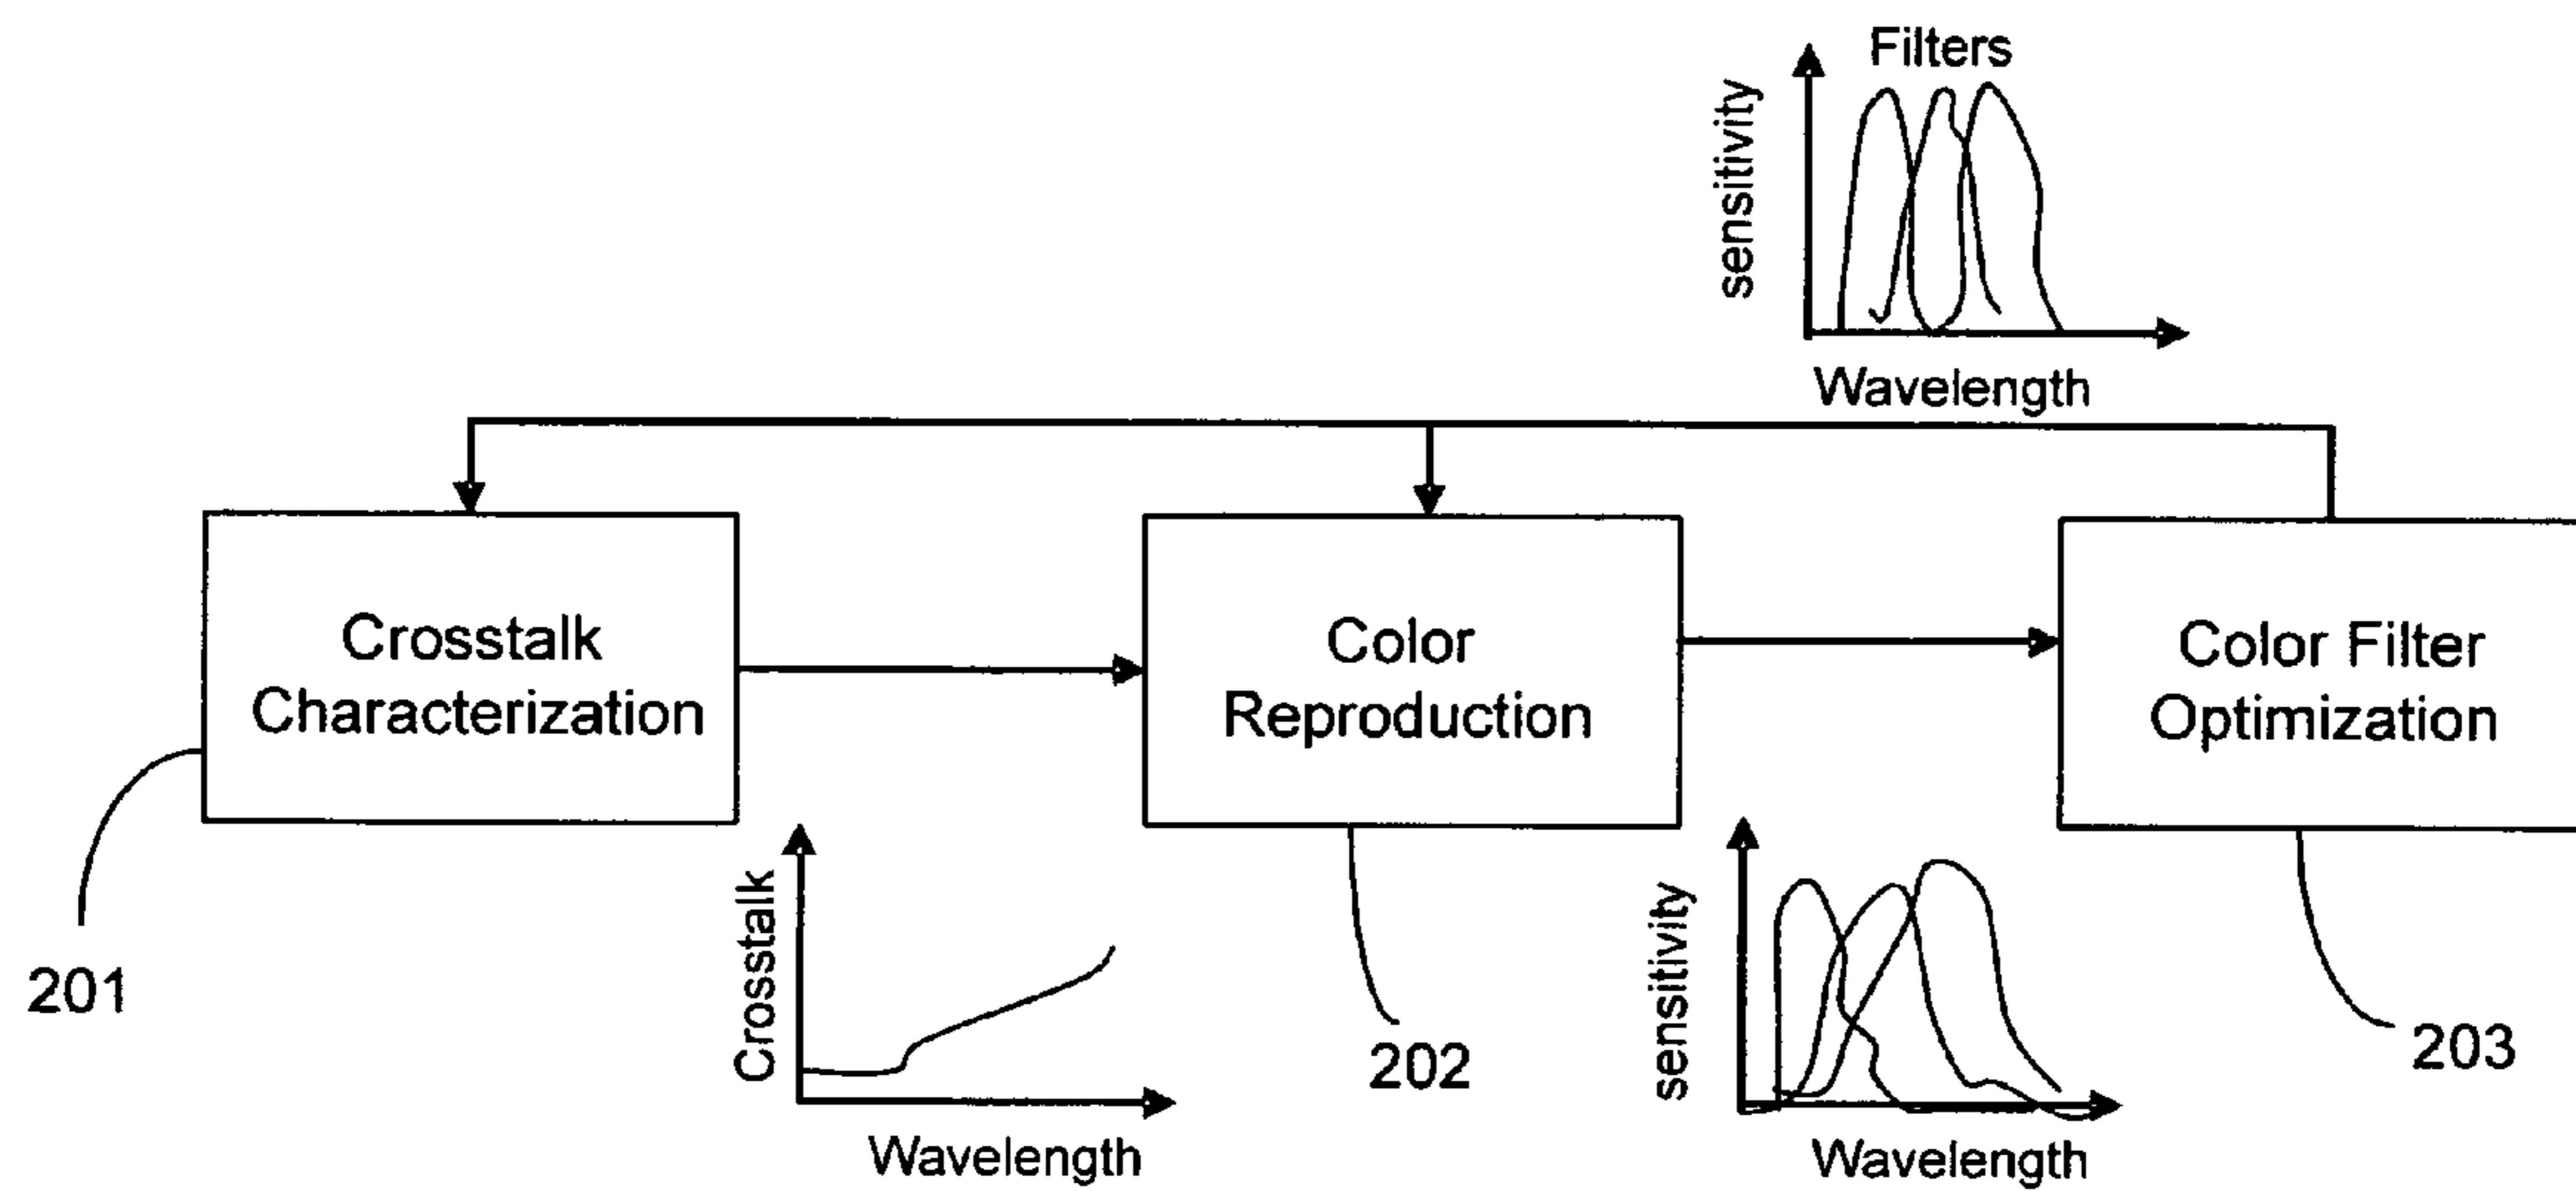 Filters
sensitivity
Wavelength
Crosstalk
Characterization
Color
Reproduction
Color Filter
Optimization
201
Crosstalk
Wavelength
202
sensitivity
Wavelength
203